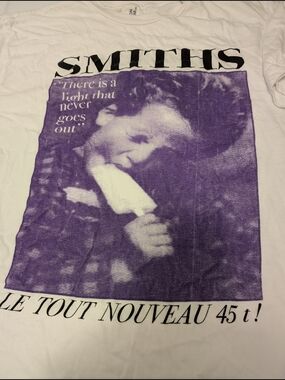 SMITHS
"There is a
light that
never
goes
out"
LE TOUT NOUVEAU 45 t!